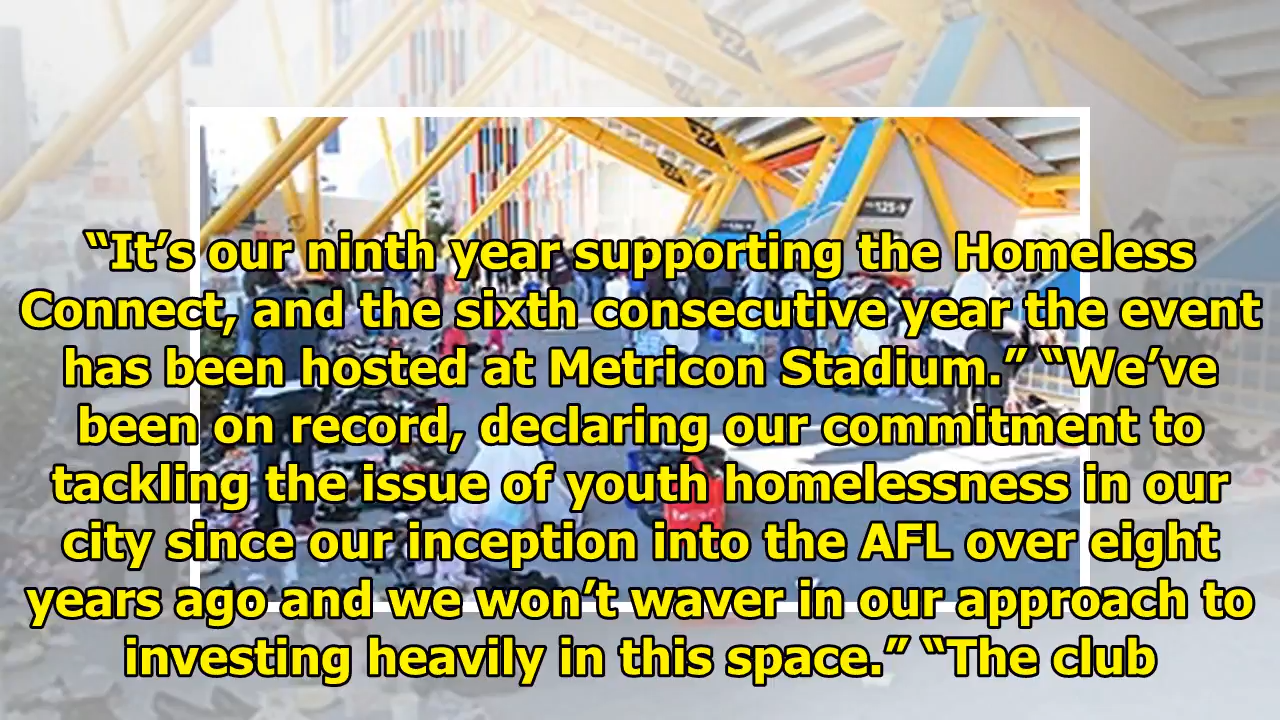 “It’s our ninth year supporting the Homeless
Connect, and the sixth consecutive year the event
has been hosted at Metricon Stadium.” “We’ve
been on record, declaring our commitment to
tackling the issue of youth homelessness in our
city since our inception into the AFL over eight
years ago and we won’t waver in our approach to
investing heavily in this space.” “The club
125